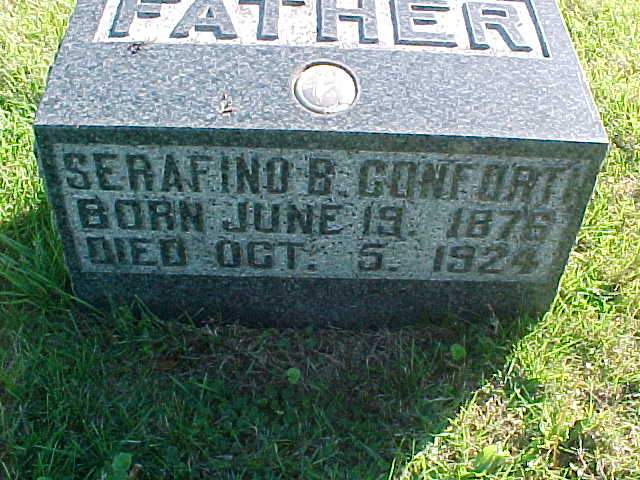 FATHER
SERAFINO B. CONFORTI
BORN JUNE 19. 1876
DIED OCT. 5. 1924